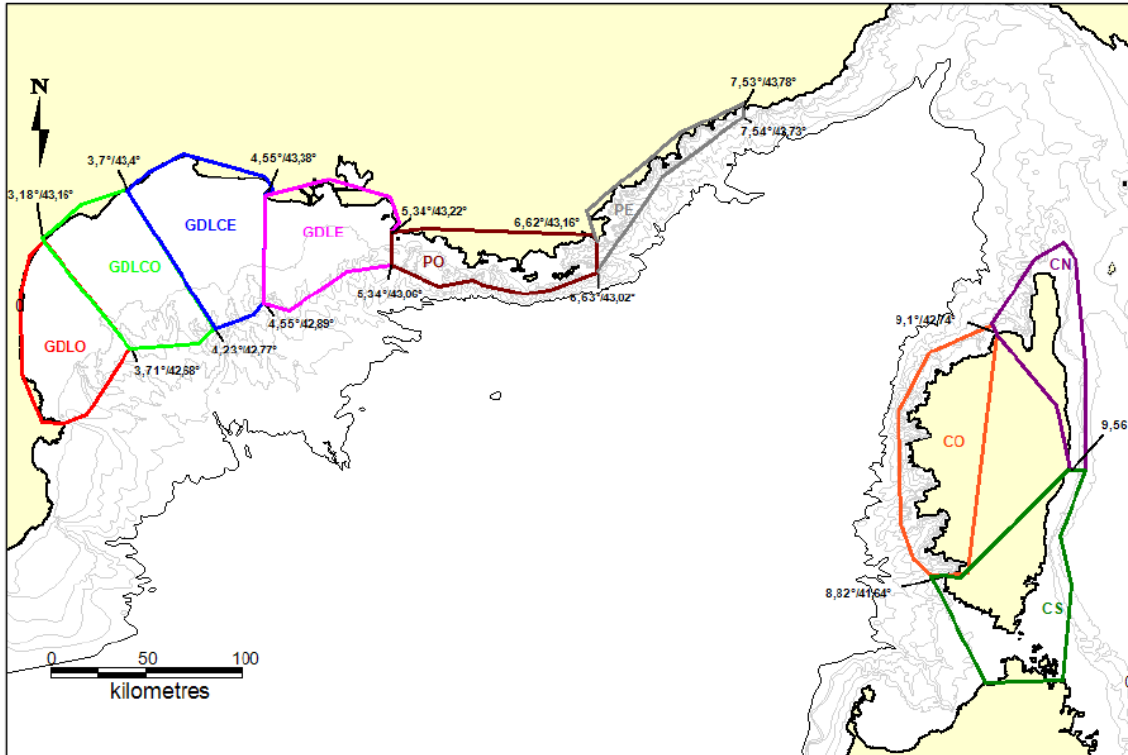 N
7,53°/43,78°
7,54°/43,73°
3,7°/43,4°
4,55°/43,38°
3,18°/43,16°
GDLCE
GDLE
5,34°/43,22°
6,62°/43,16°
PE
GDLCO
PO
CN
5,34°/43,06°
6,63°/43,02°
4,55°/42,89°
9,1°/42,74°
GDLO
4,23°/42,77°
3,71°/42,68°
9,56
CO
8,82°/41,64°
CS
0 50 100
kilometres